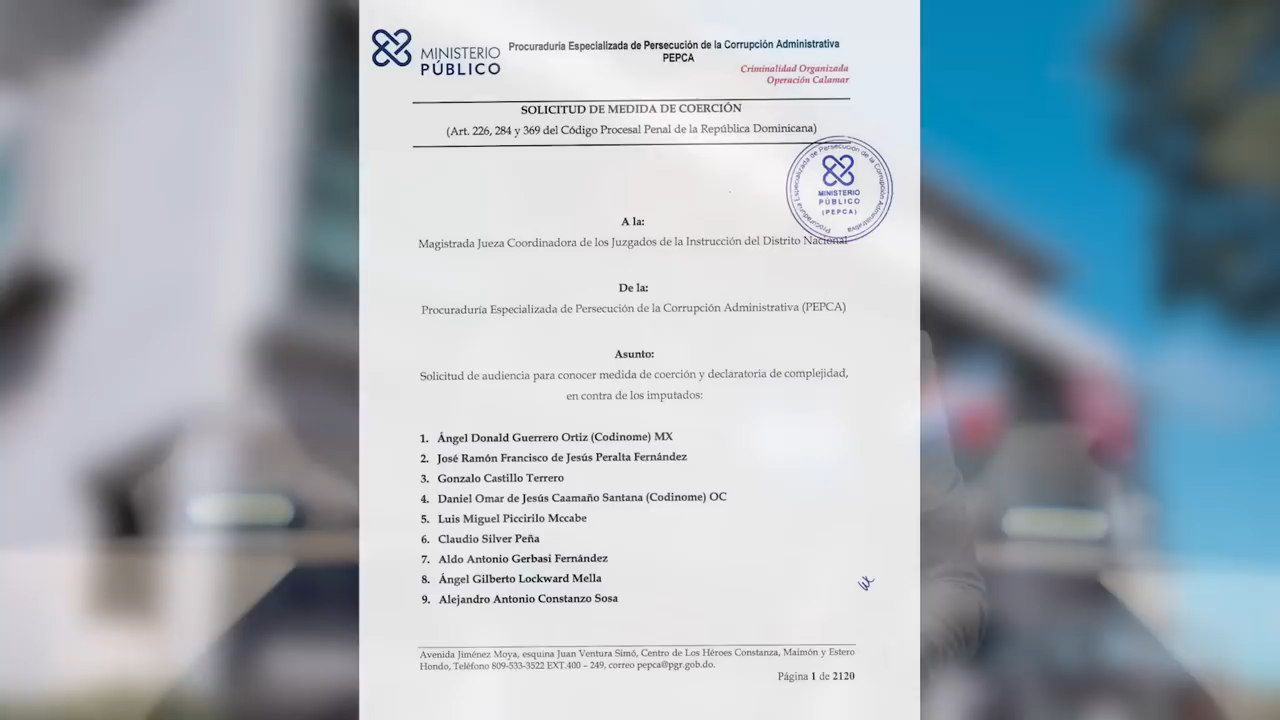 MINISTERIO
PÚBLICO
Procuraduría Especializada de Persecución de la Corrupción Administrativa
PEPCA
Criminalidad Organizada
Operación Calamar
SOLICITUD DE MEDIDA DE COERCIÓN
(Art. 226, 284 y 369 del Código Procesal Penal de la República Dominicana)
Procuraduría Especializada de Persecución de la Corrupción Administrativa
MINISTERIO
PÚBLICO
(PEPCA)
A la:
Magistrada Jueza Coordinadora de los Juzgados de la Instrucción del Distrito Nacional
De la:
Procuraduría Especializada de Persecución de la Corrupción Administrativa (PEPCA)
Asunto:
Solicitud de audiencia para conocer medida de coerción y declaratoria de complejidad,
en contra de los imputados:
1. Ángel Donald Guerrero Ortiz (Codinome) MX
2. José Ramón Francisco de Jesús Peralta Fernández
3. Gonzalo Castillo Terrero
4. Daniel Omar de Jesús Caamaño Santana (Codinome) OC
5. Luis Miguel Piccirilo Mccabe
6. Claudio Silver Peña
7. Aldo Antonio Gerbasi Fernández
8. Ángel Gilberto Lockward Mella
9. Alejandro Antonio Constanzo Sosa
Avenida Jiménez Moya, esquina Juan Ventura Simó, Centro de Los Héroes Constanza, Maimón y Estero
Hondo, Teléfono 809-533-3522 EXT.400 – 249, correo pepca@pgr.gob.do.
Página 1 de 2120